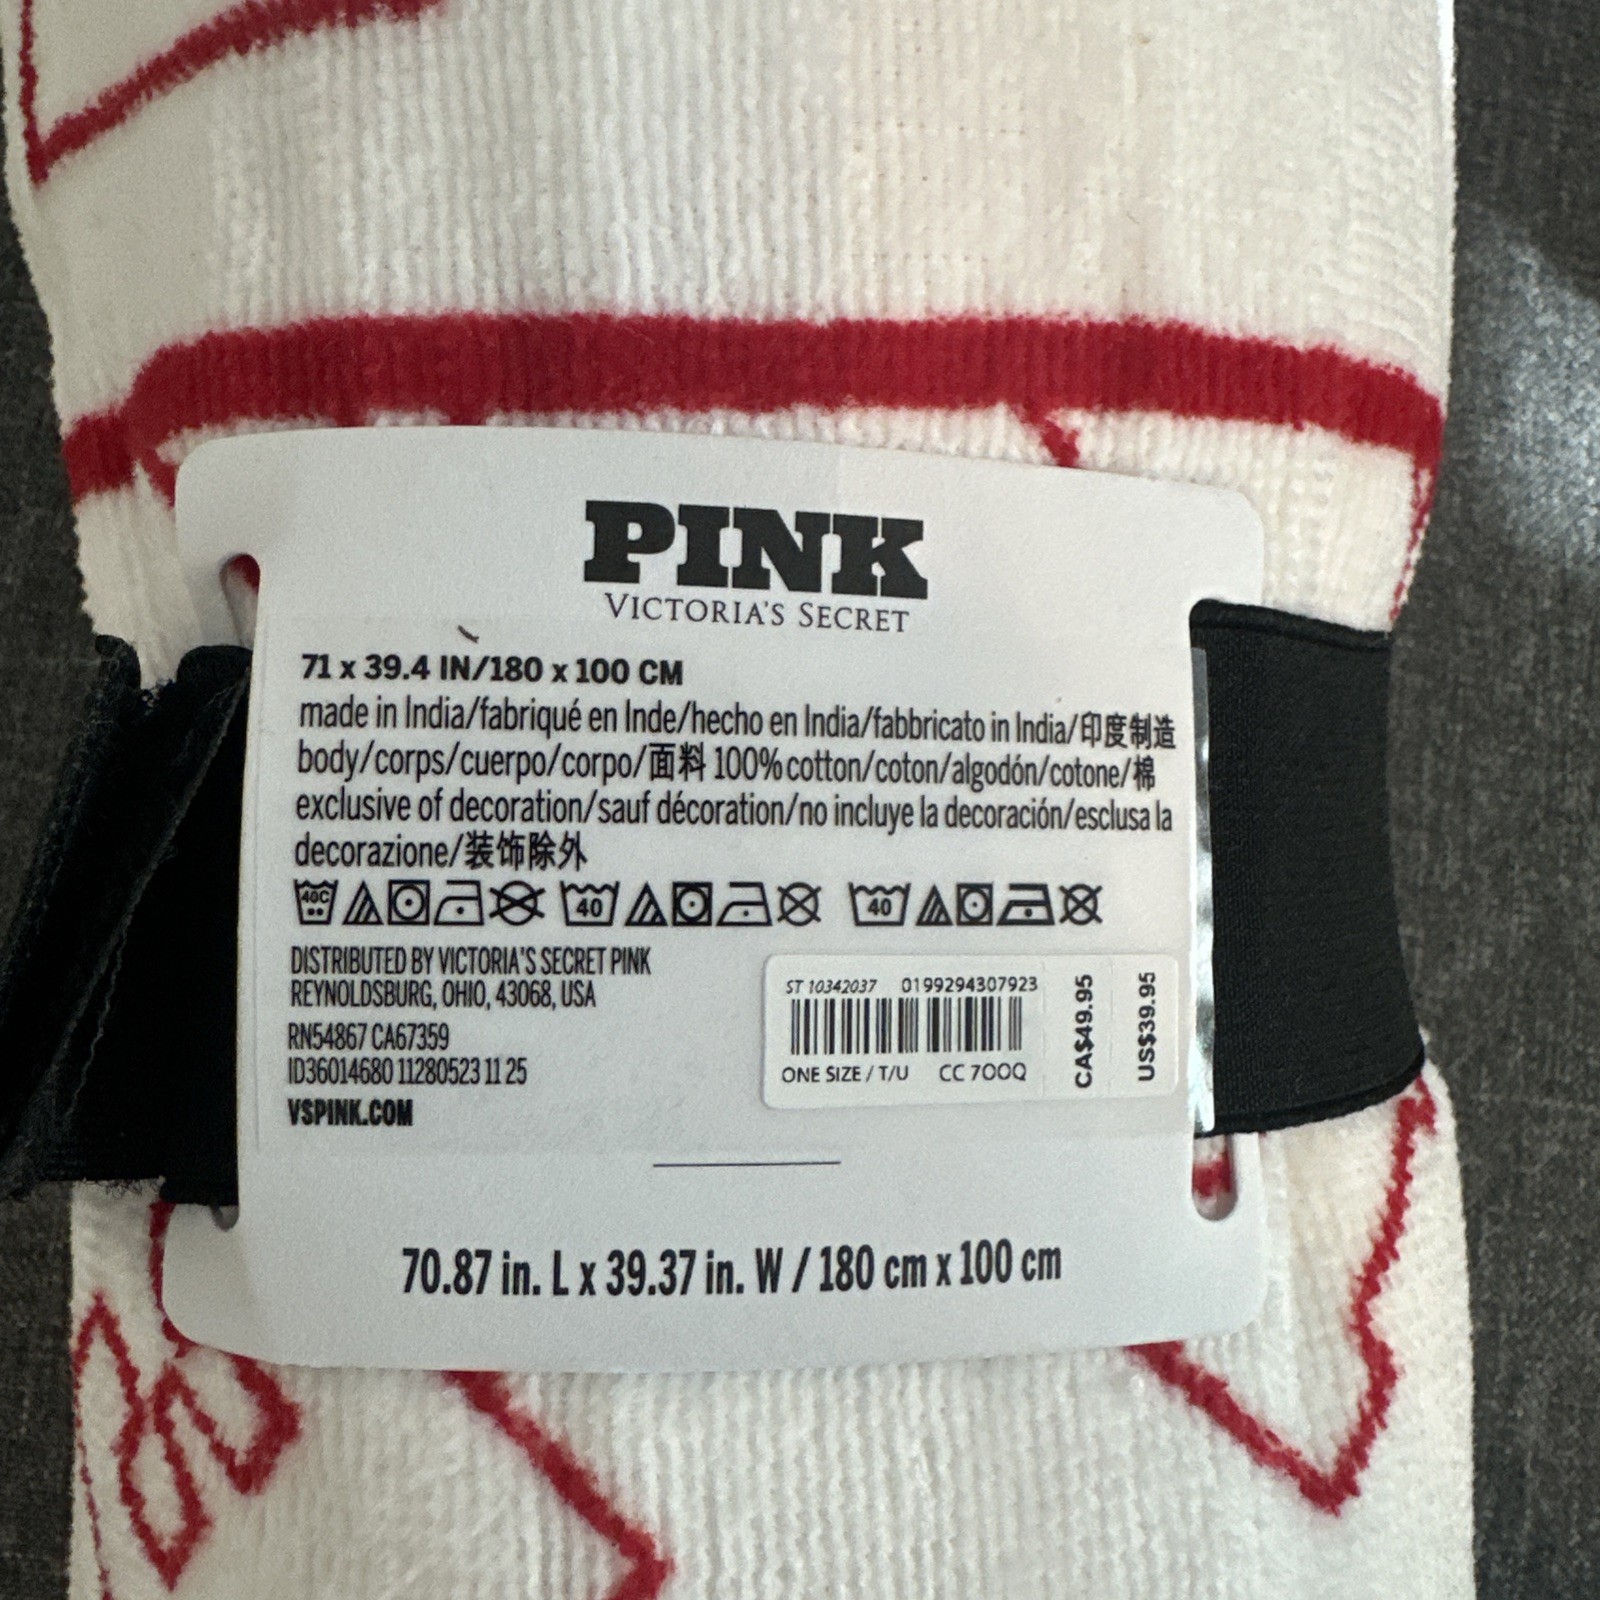 PINK
VICTORIA'S SECRET
71 x 39.4 IN/180 x 100 CM
made in India/fabriqué en Inde/hecho en India/fabbricato in India/印度制造
body/corps/cuerpo/corpo/面料 100% cotton/coton/algodón/cotone/棉
exclusive of decoration/sauf décoration/no incluye la decoración/esclusa la
decorazione/装饰除外
40C 40 40
DISTRIBUTED BY VICTORIA'S SECRET PINK
REYNOLDSBURG, OHIO, 43068, USA
RN54867 CA67359
ID36014680 11280523 11 25
VSPINK.COM
ST 10342037 0199294307923
ONE SIZE / T/U CC 7OOQ
CA$49.95
US$39.95
70.87 in. L x 39.37 in. W / 180 cm x 100 cm